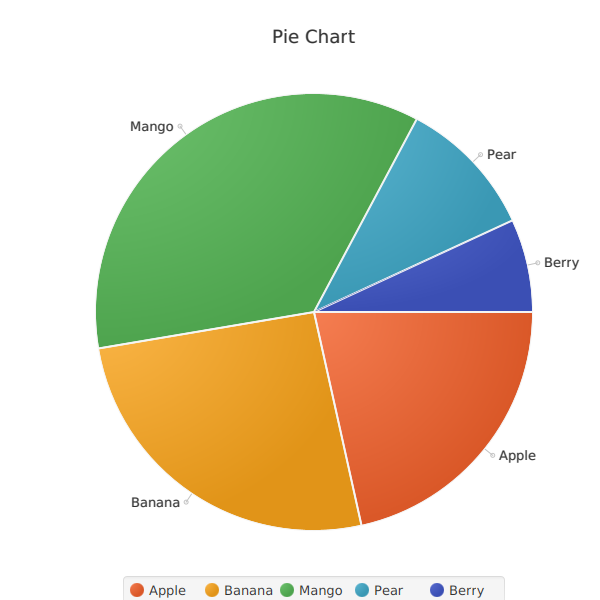 Pie Chart
Mango
Pear
Berry
Apple
Banana
Apple Banana Mango Pear Berry